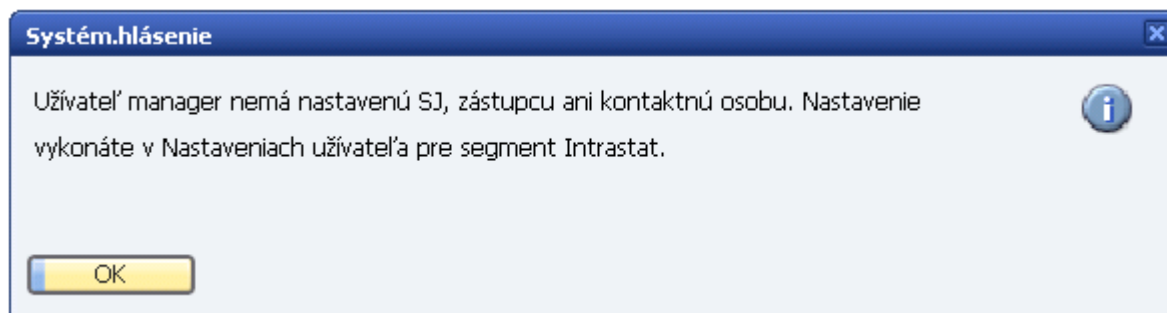 Systém.hlásenie
Užívateľ manager nemá nastavenú SJ, zástupcu ani kontaktnú osobu. Nastavenie
vykonáte v Nastaveniach užívateľa pre segment Intrastat.
OK